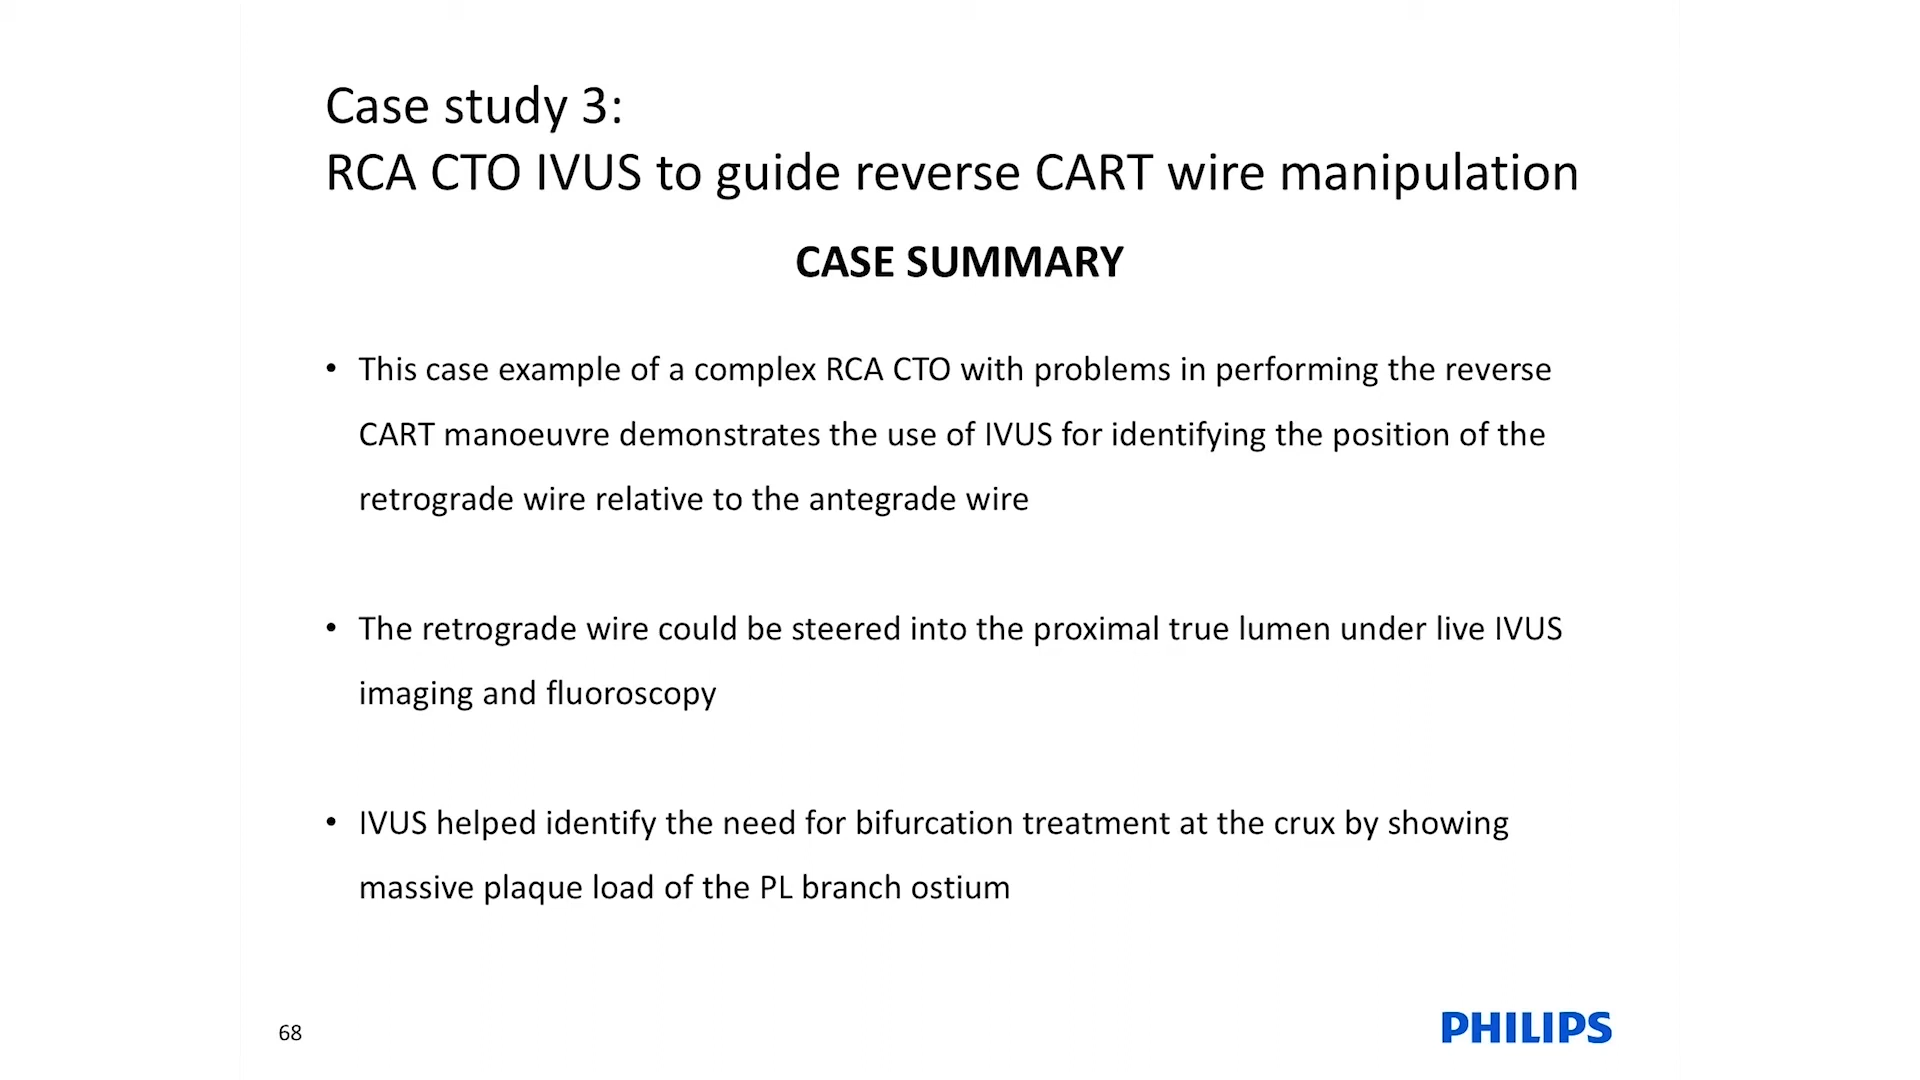 Case study 3:
RCA CTO IVUS to guide reverse CART wire manipulation
CASE SUMMARY
• This case example of a complex RCA CTO with problems in performing the reverse
CART manoeuvre demonstrates the use of IVUS for identifying the position of the
retrograde wire relative to the antegrade wire
• The retrograde wire could be steered into the proximal true lumen under live IVUS
imaging and fluoroscopy
• IVUS helped identify the need for bifurcation treatment at the crux by showing
massive plaque load of the PL branch ostium
68
PHILIPS